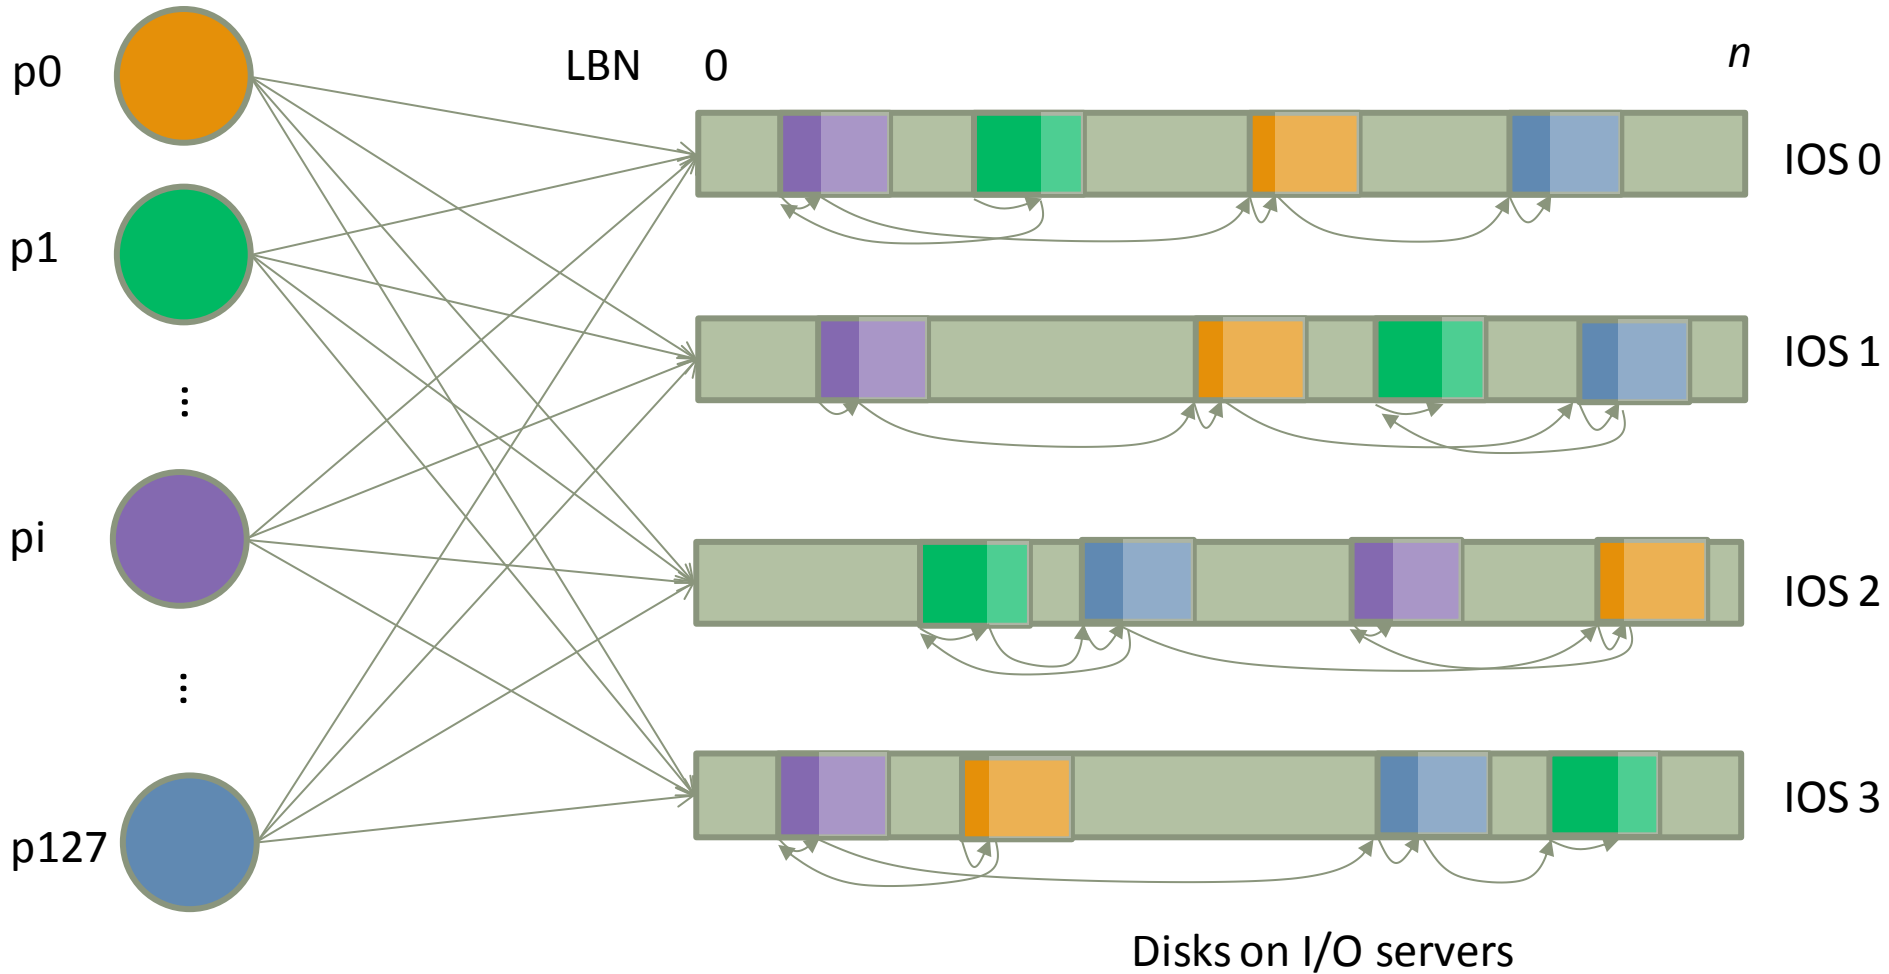 p0
LBN 0 n
IOS 0
p1
IOS 1
...
pi
IOS 2
...
p127
IOS 3
Disks on I/O servers